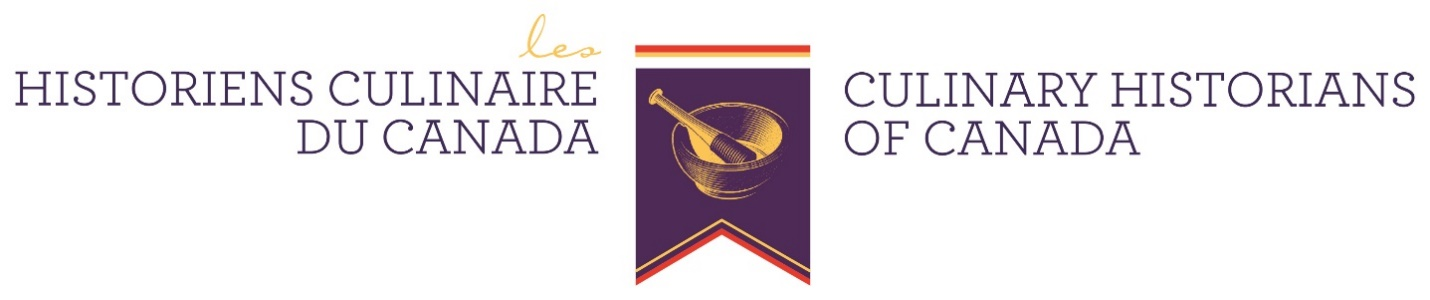 les
HISTORIENS CULINAIRE
DU CANADA
CULINARY HISTORIANS
OF CANADA